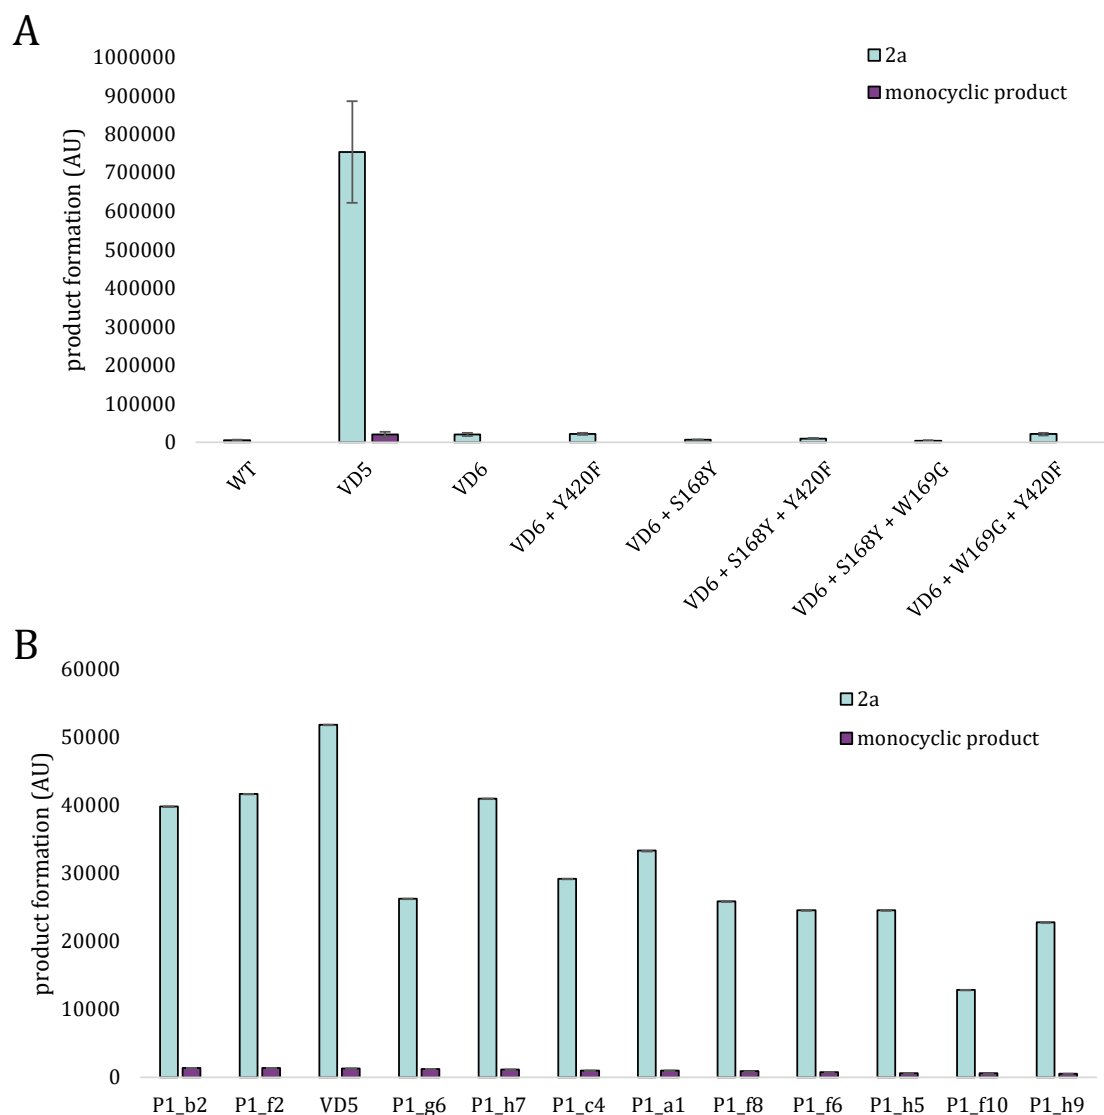 A
1000000
900000
800000
700000
600000
500000
400000
300000
200000
100000
0
product formation (AU)
2a
monocyclic product
WT
VD5
VD6
VD6 + Y420F
VD6 + S168Y
VD6 + S168Y + Y420F
VD6 + S168Y + W169G
VD6 + W169G + Y420F
B
60000
50000
40000
30000
20000
10000
0
product formation (AU)
2a
monocyclic product
P1_b2 P1_f2 VD5 P1_g6 P1_h7 P1_c4 P1_a1 P1_f8 P1_f6 P1_h5 P1_f10 P1_h9